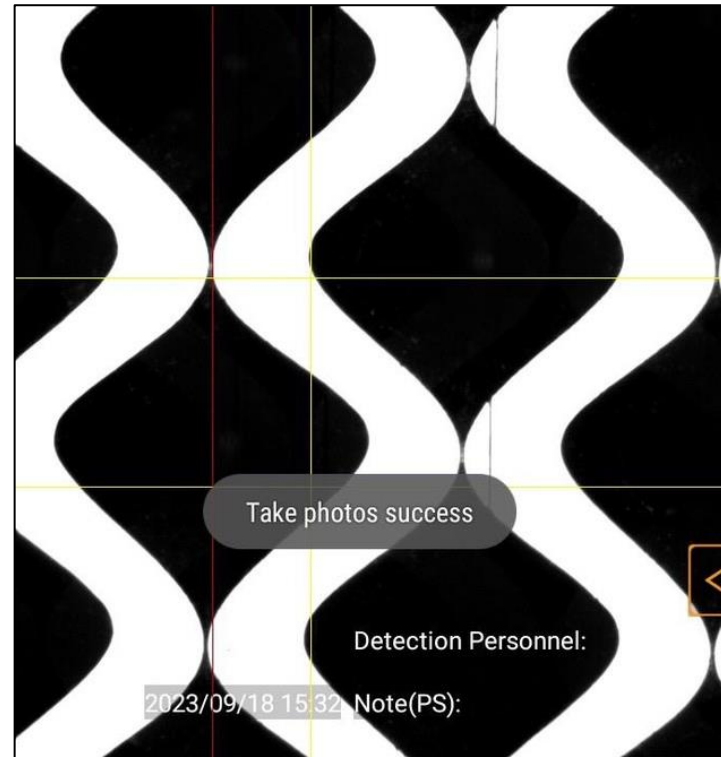 Take photos success
Detection Personnel:
2023/09/18 15:32 Note(PS):